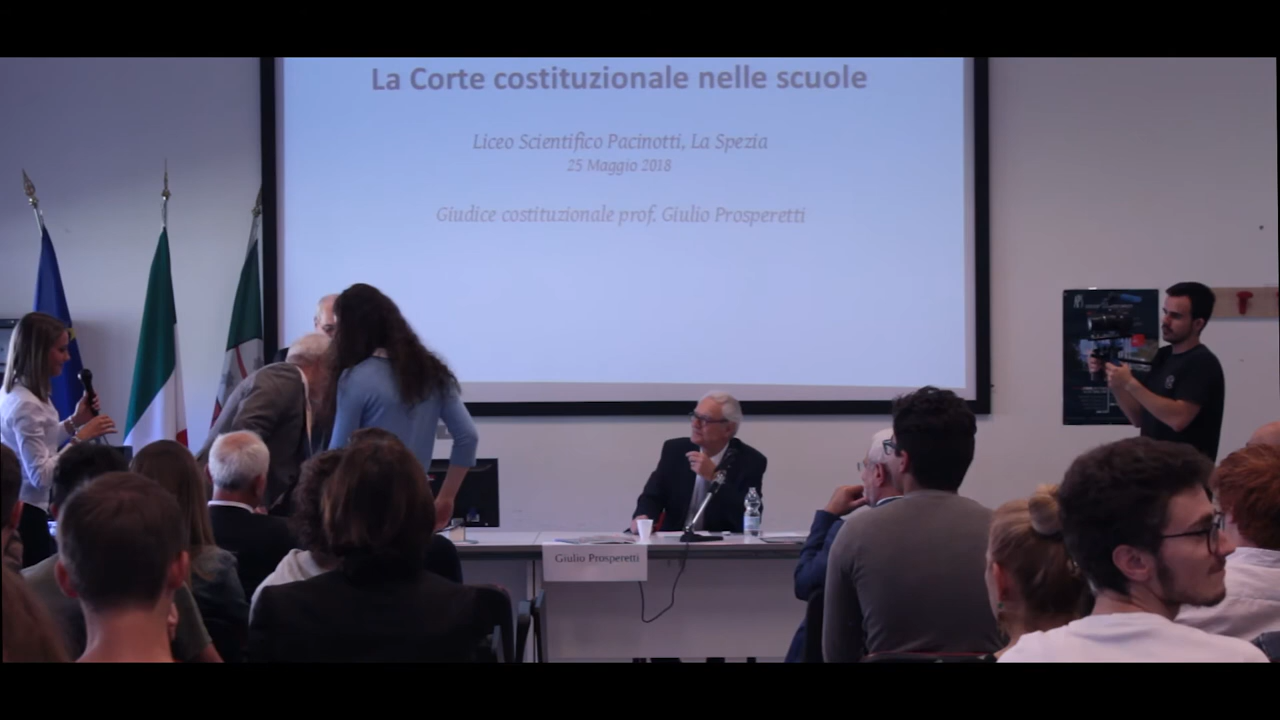 La Corte costituzionale nelle scuole
Liceo Scientifico Pacinotti, La Spezia
25 Maggio 2018
Giudice costituzionale prof. Giulio Prosperetti
Giulio Prosperetti